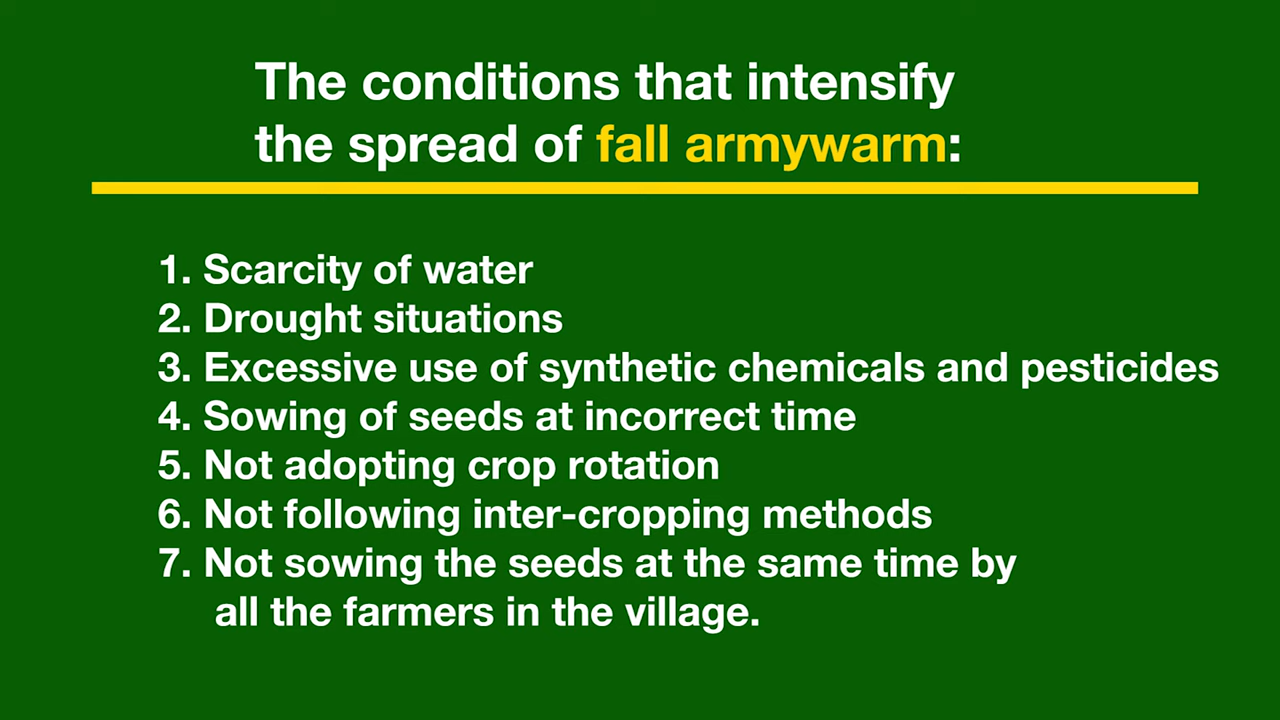 The conditions that intensify
the spread of fall armywarm:
1. Scarcity of water
2. Drought situations
3. Excessive use of synthetic chemicals and pesticides
4. Sowing of seeds at incorrect time
5. Not adopting crop rotation
6. Not following inter-cropping methods
7. Not sowing the seeds at the same time by
all the farmers in the village.